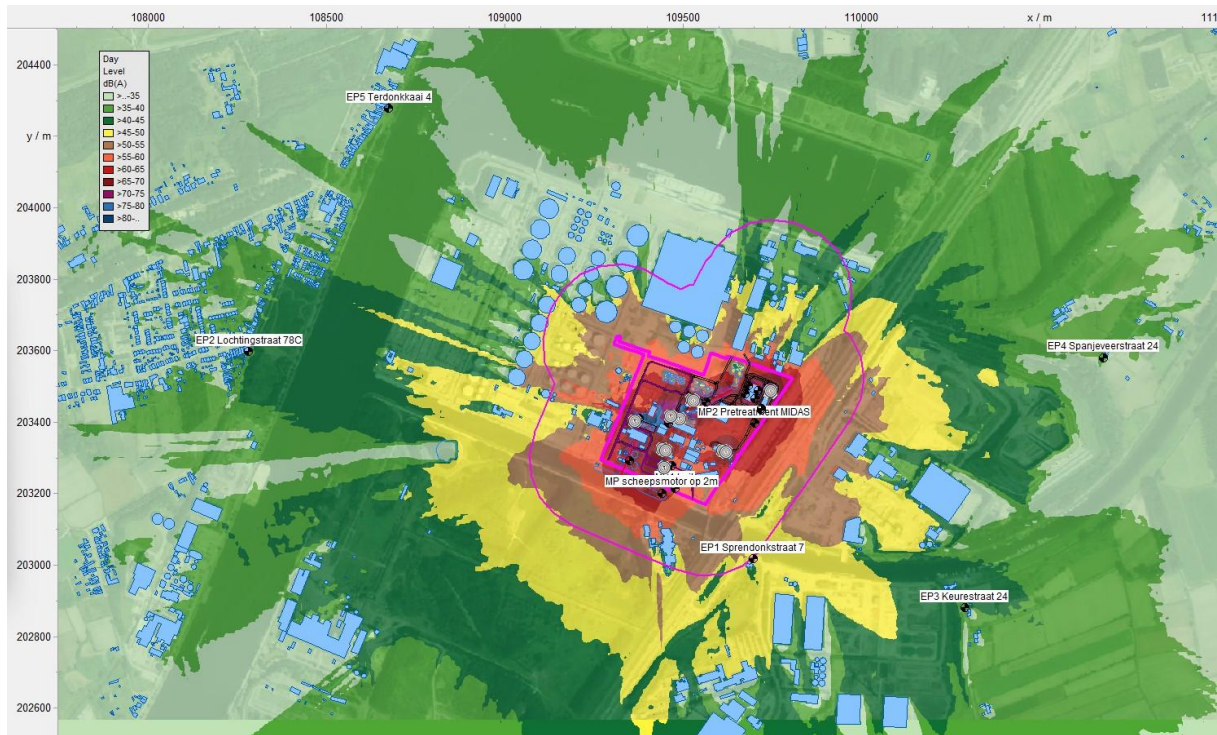 108000 108500 109000 109500 110000 x / m 111
204400
y / m
204000
203800
203600
203400
203200
203000
202800
202600
Day
Level
dB(A)
>..-35
>35-40
>40-45
>45-50
>50-55
>55-60
>60-65
>65-70
>70-75
>75-80
>80-..
EP5 Terdonkkaai 4
EP2 Lochtingstraat 78C
EP4 Spanjeveerstraat 24
MP2 Pretreatment MIDAS
MP scheepsmotor op 2m
EP1 Sprendonkstraat 7
EP3 Keurestraat 24